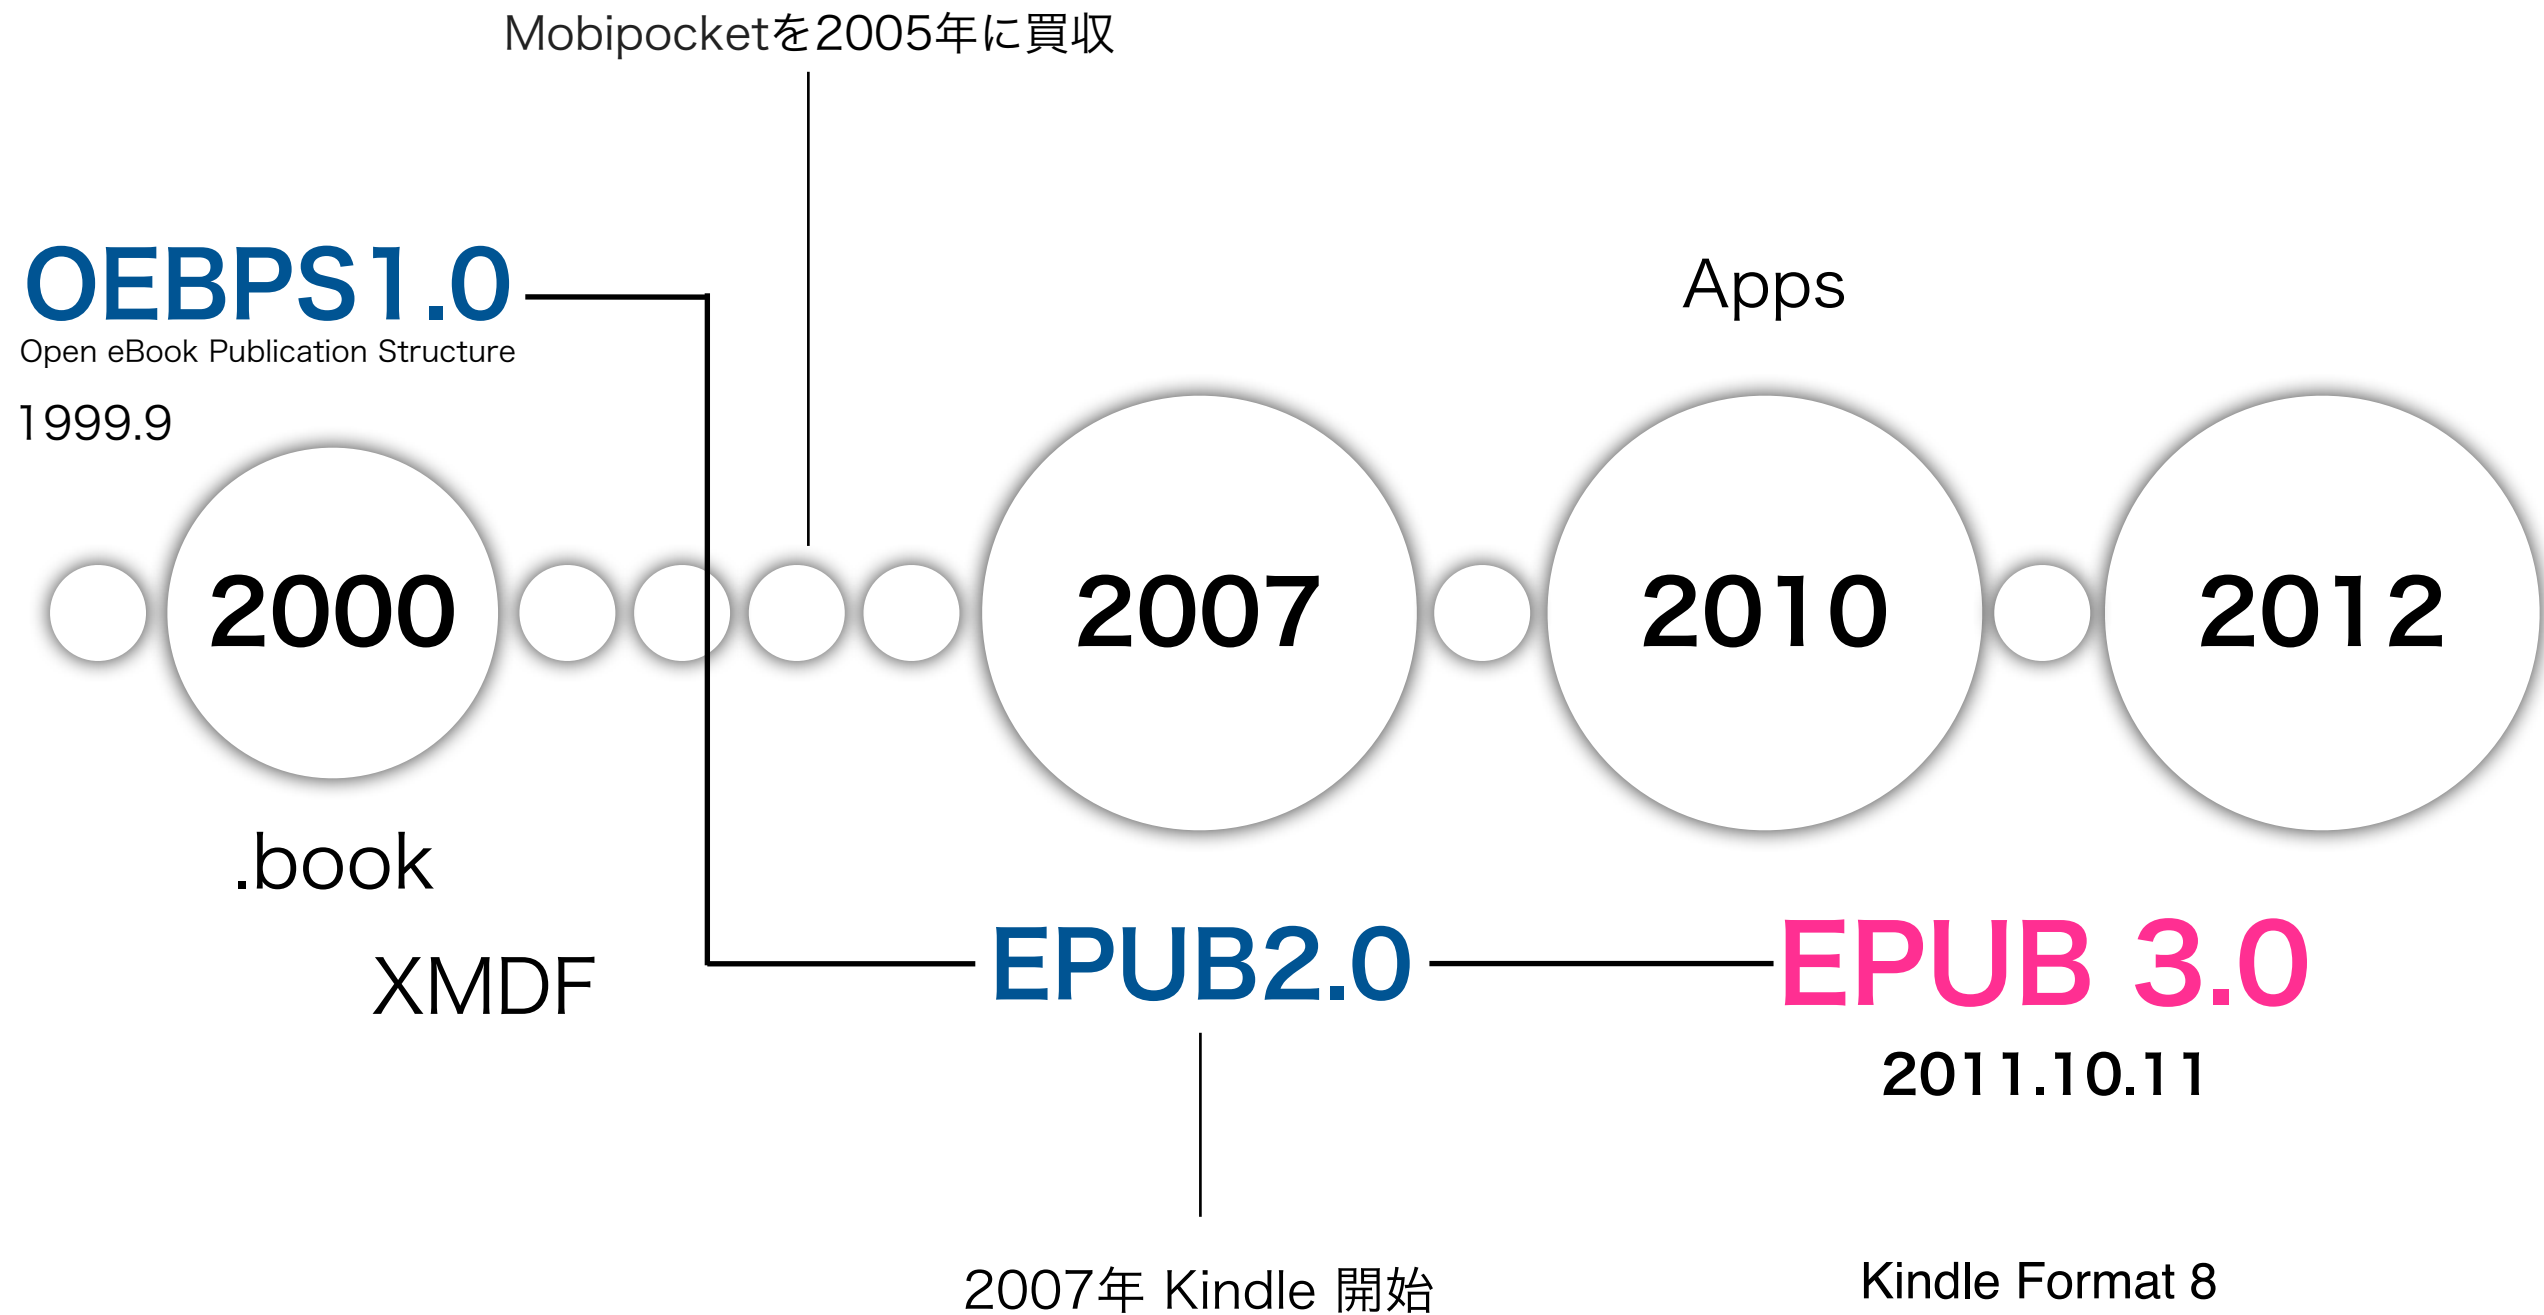 Mobipocketを2005年に買収
OEBPS1.0
Open eBook Publication Structure
1999.9
Apps
2000
2007
2010
2012
.book
XMDF
EPUB2.0
EPUB 3.0
2011.10.11
2007年 Kindle 開始
Kindle Format 8